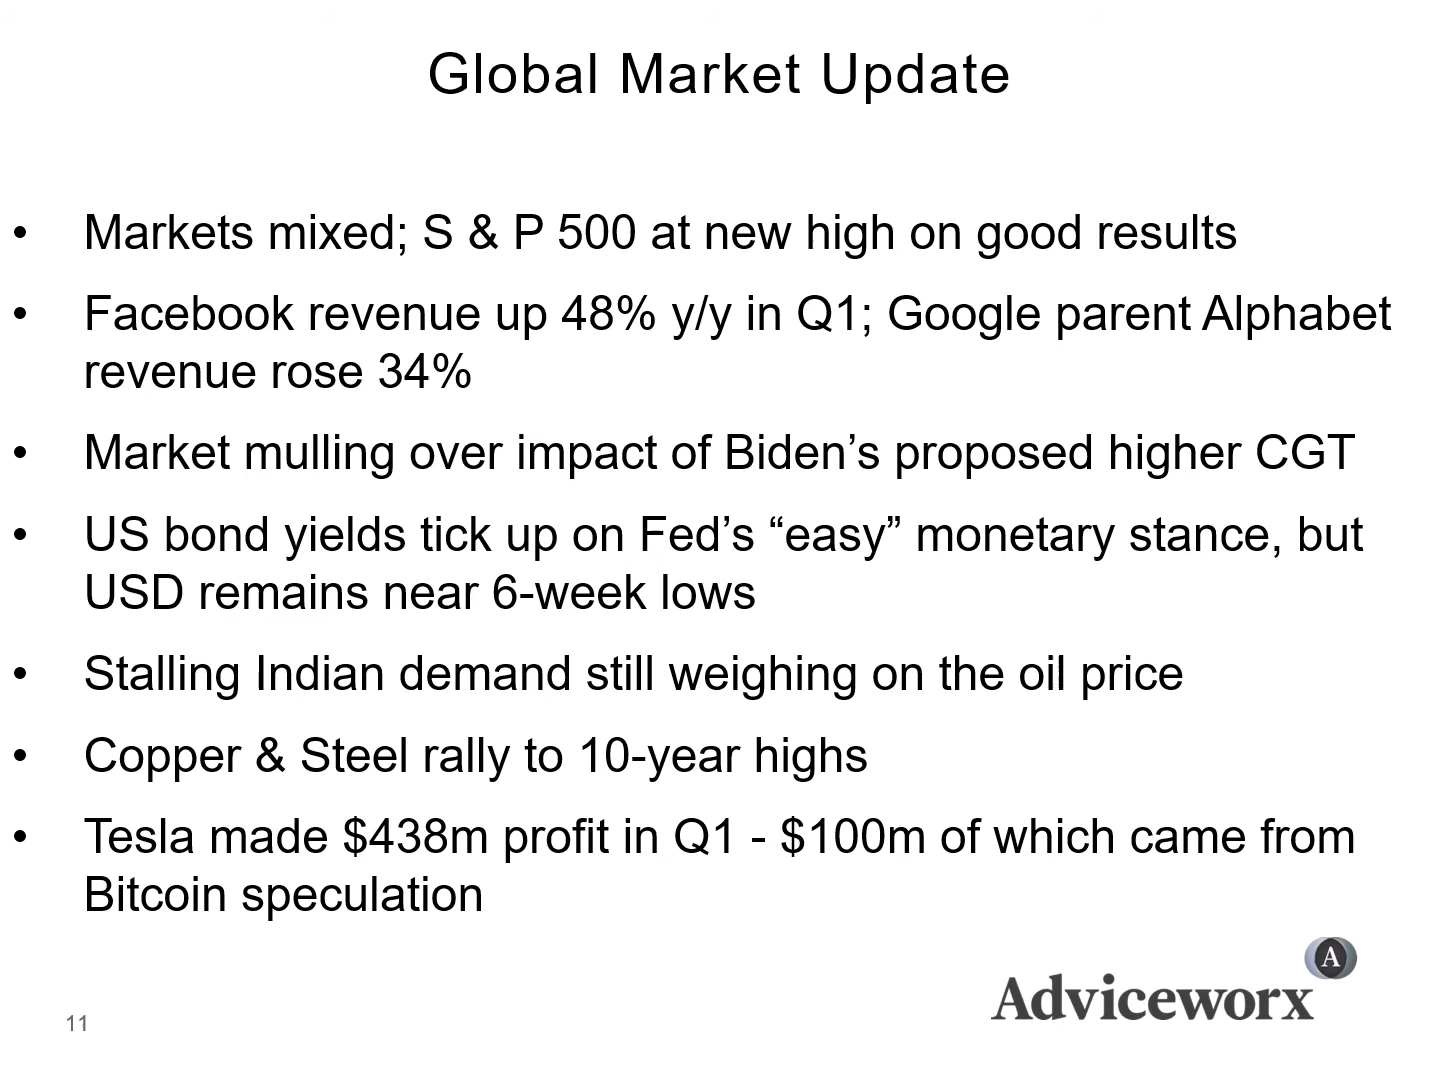 Global Market Update
• Markets mixed; S & P 500 at new high on good results
• Facebook revenue up 48% y/y in Q1; Google parent Alphabet
revenue rose 34%
• Market mulling over impact of Biden’s proposed higher CGT
• US bond yields tick up on Fed’s “easy” monetary stance, but
USD remains near 6-week lows
• Stalling Indian demand still weighing on the oil price
• Copper & Steel rally to 10-year highs
• Tesla made $438m profit in Q1 - $100m of which came from
Bitcoin speculation
A
Adviceworx
11